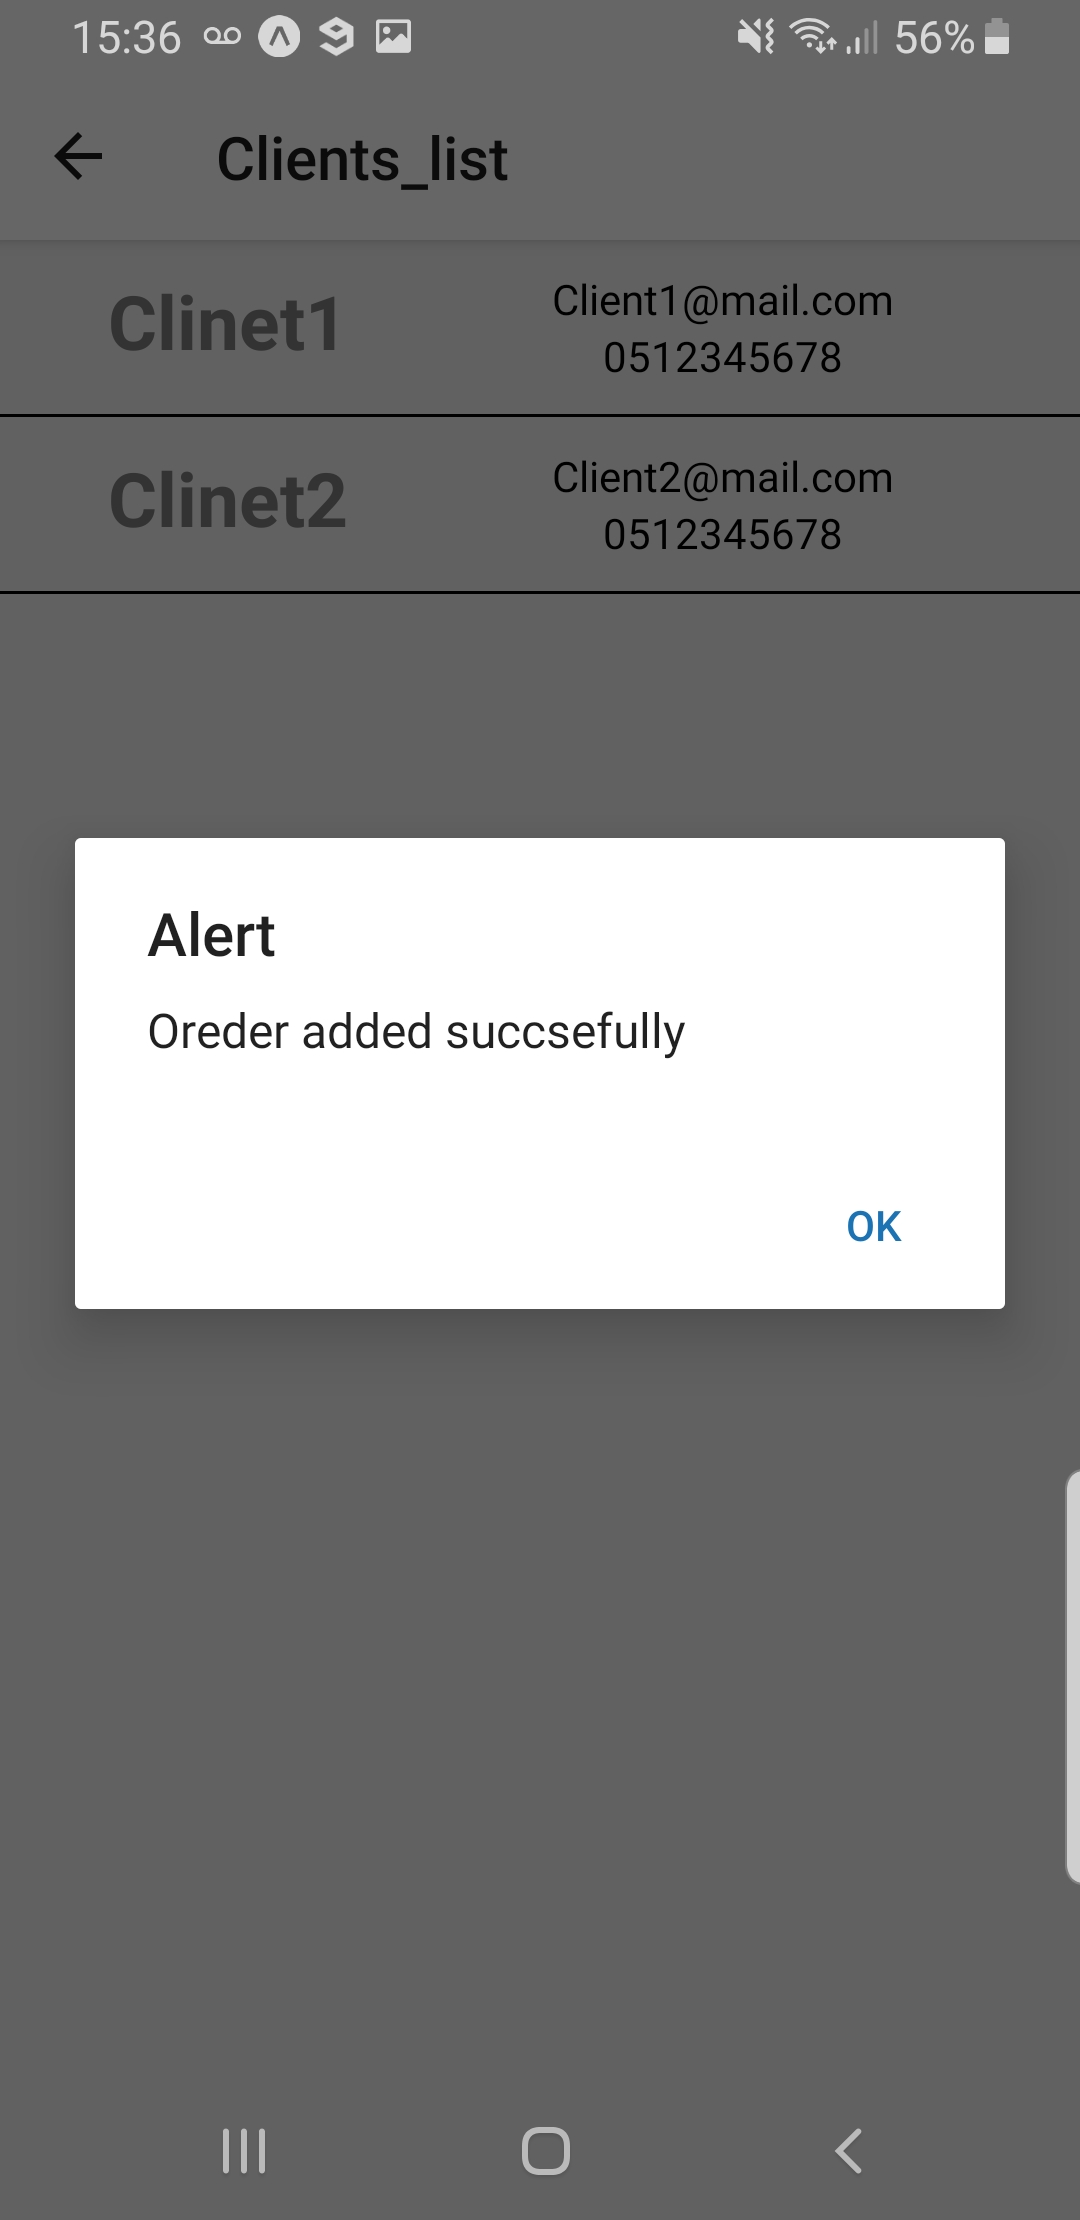 15:36 56%
Clients_list
Clinet1
Client1@mail.com
0512345678
Clinet2
Client2@mail.com
0512345678
Alert
Oreder added succsefully
OK